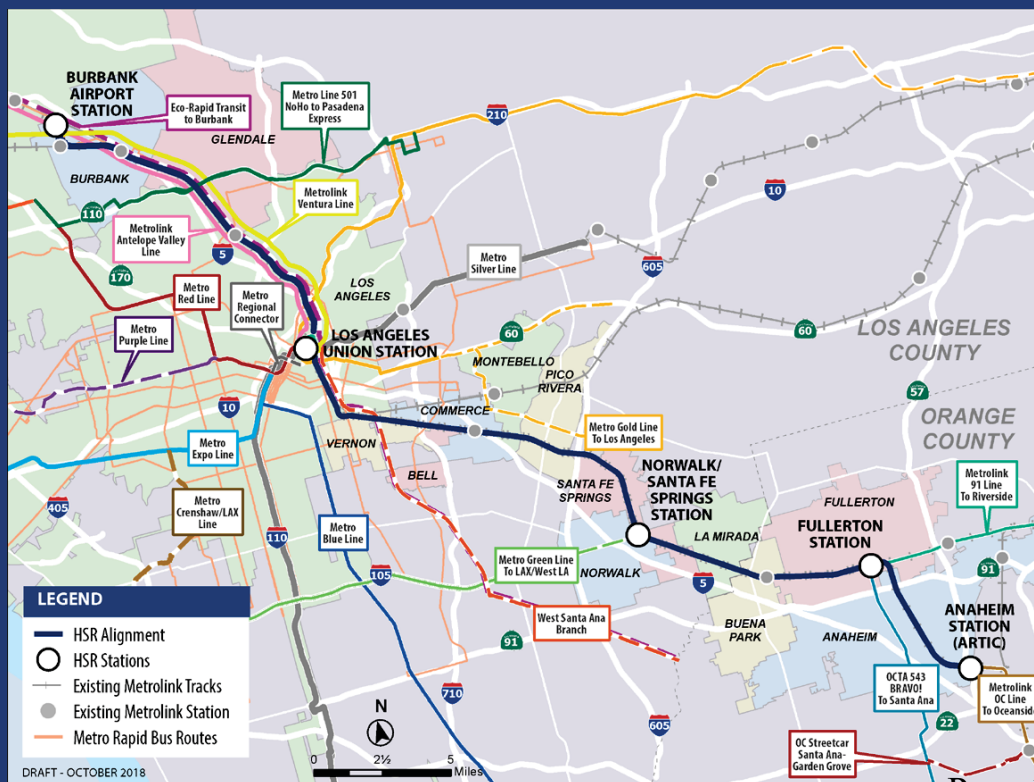 BURBANK
AIRPORT
STATION
Eco-Rapid Transit
to Burbank
Metro Line 501
NoHo to Pasadena
Express
GLENDALE
210
BURBANK
110
Metrolink
Ventura Line
10
Metrolink
Antelope Valley
Line
5
170
Metro
Silver Line
605
LOS
ANGELES
Metro
Red Line
Metro
Regional
Connector
Metro
Purple Line
LOS ANGELES
UNION STATION
60
60
LOS ANGELES
COUNTY
MONTEBELLO
PICO
RIVERA
57
10
COMMERCE
ORANGE
COUNTY
Metro Gold Line
To Los Angeles
Metro
Expo Line
VERNON
BELL
NORWALK/
SANTA FE
SPRINGS
STATION
SANTA FE
SPRINGS
Metrolink
91 Line
To Riverside
405
Metro
Crenshaw/LAX
Line
110
Metro
Blue Line
FULLERTON
FULLERTON
STATION
LA MIRADA
Metro Green Line
To LAX/West LA
105
NORWALK
5
91
LEGEND
HSR Alignment
HSR Stations
Existing Metrolink Tracks
Existing Metrolink Station
Metro Rapid Bus Routes
West Santa Ana
Branch
91
BUENA
PARK
ANAHEIM
ANAHEIM
STATION
(ARTIC)
710
605
OCTA 543
BRAVO!
To Santa Ana
Metrolink
OC Line
To Oceanside
22
N
0
2½
5
Miles
OC Streetcar
Santa Ana-
Garden Grove
DRAFT - OCTOBER 2018